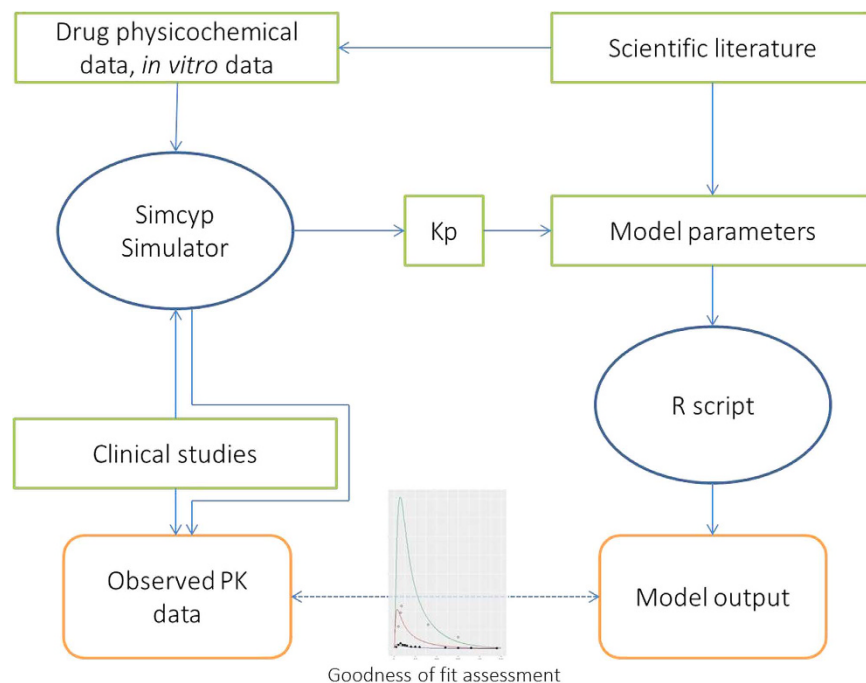 Drug physicochemical
data, in vitro data
Scientific literature
Simcyp
Simulator
Kp
Model parameters
R script
Clinical studies
Observed PK
data
Model output
Goodness of fit assessment